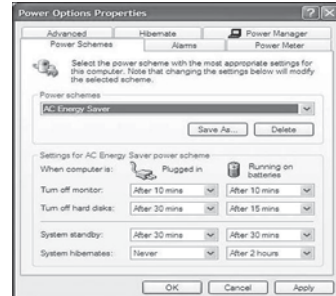 Power Options Properties
Advanced Hibernate Power Manager
Power Schemes Alarms Power Meter
Select the power scheme with the most appropriate settings for
this computer. Note that changing the settings below will modify
the selected scheme.
Power schemes
AC Energy Saver
Save As... Delete
Settings for AC Energy Saver power scheme
When computer is: Plugged in Running on
batteries
Turn off monitor: After 10 mins After 10 mins
Turn off hard disks: After 30 mins After 15 mins
System standby: After 30 mins After 30 mins
System hibernates: Never After 2 hours
OK Cancel Apply